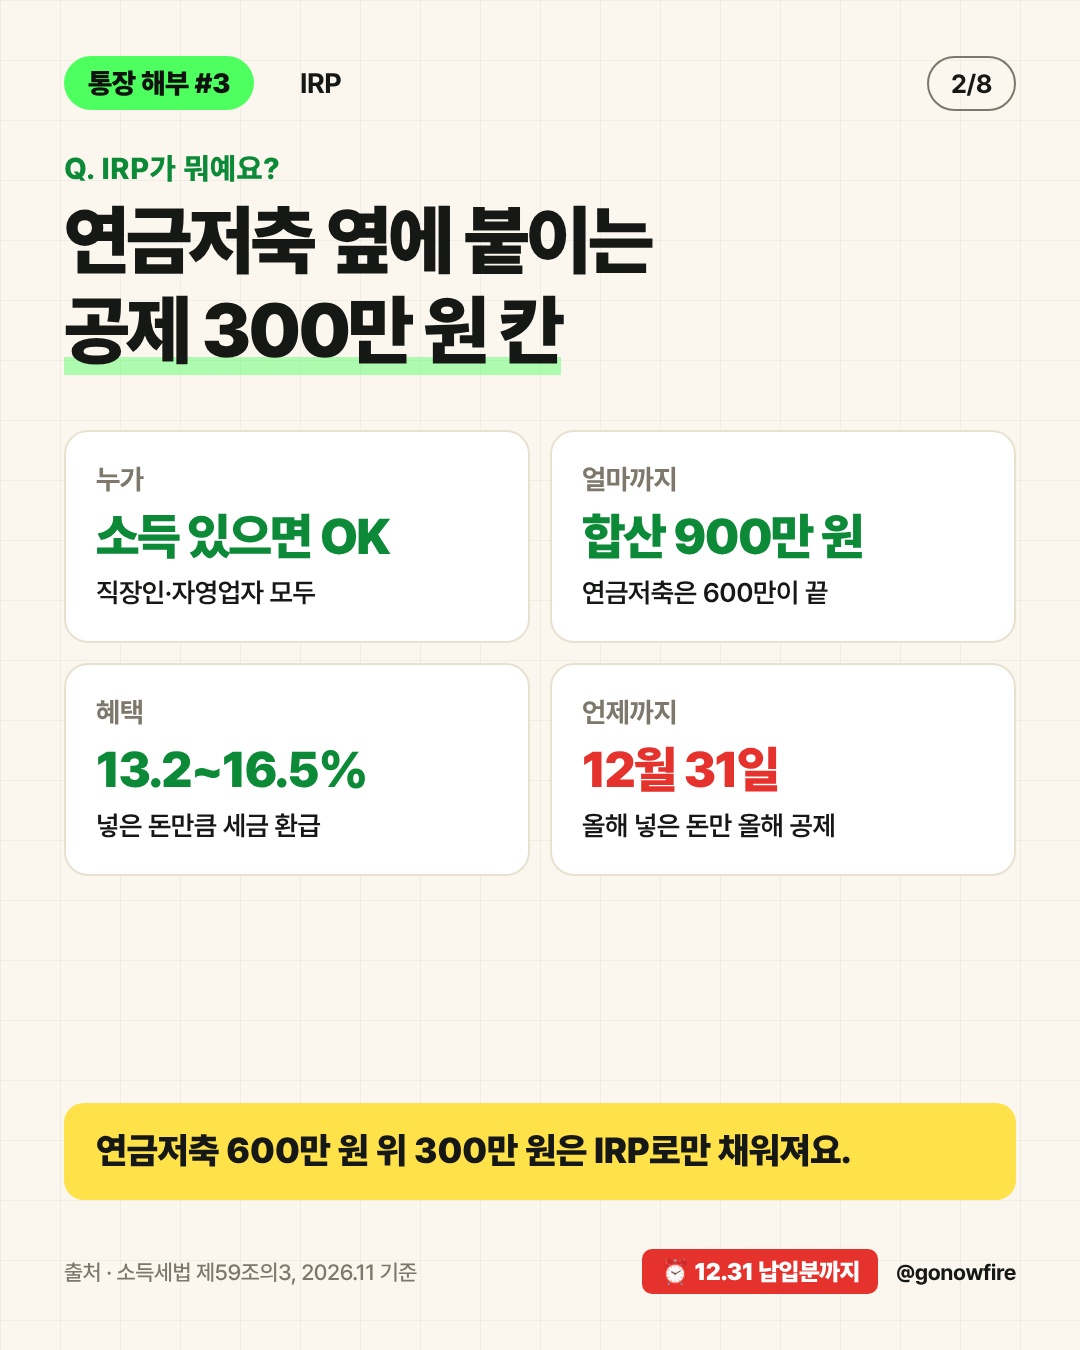 통장 해부 #3
IRP
2/8
Q. IRP가 뭐예요?
연금저축 옆에 붙이는
공제 300만 원 칸
누가
소득 있으면 OK
직장인·자영업자 모두
얼마까지
합산 900만 원
연금저축은 600만이 끝
혜택
13.2~16.5%
넣은 돈만큼 세금 환급
언제까지
12월 31일
올해 넣은 돈만 올해 공제
연금저축 600만 원 위 300만 원은 IRP로만 채워져요.
출처 · 소득세법 제59조의3, 2026.11 기준
⏰ 12.31 납입분까지
@gonowfire